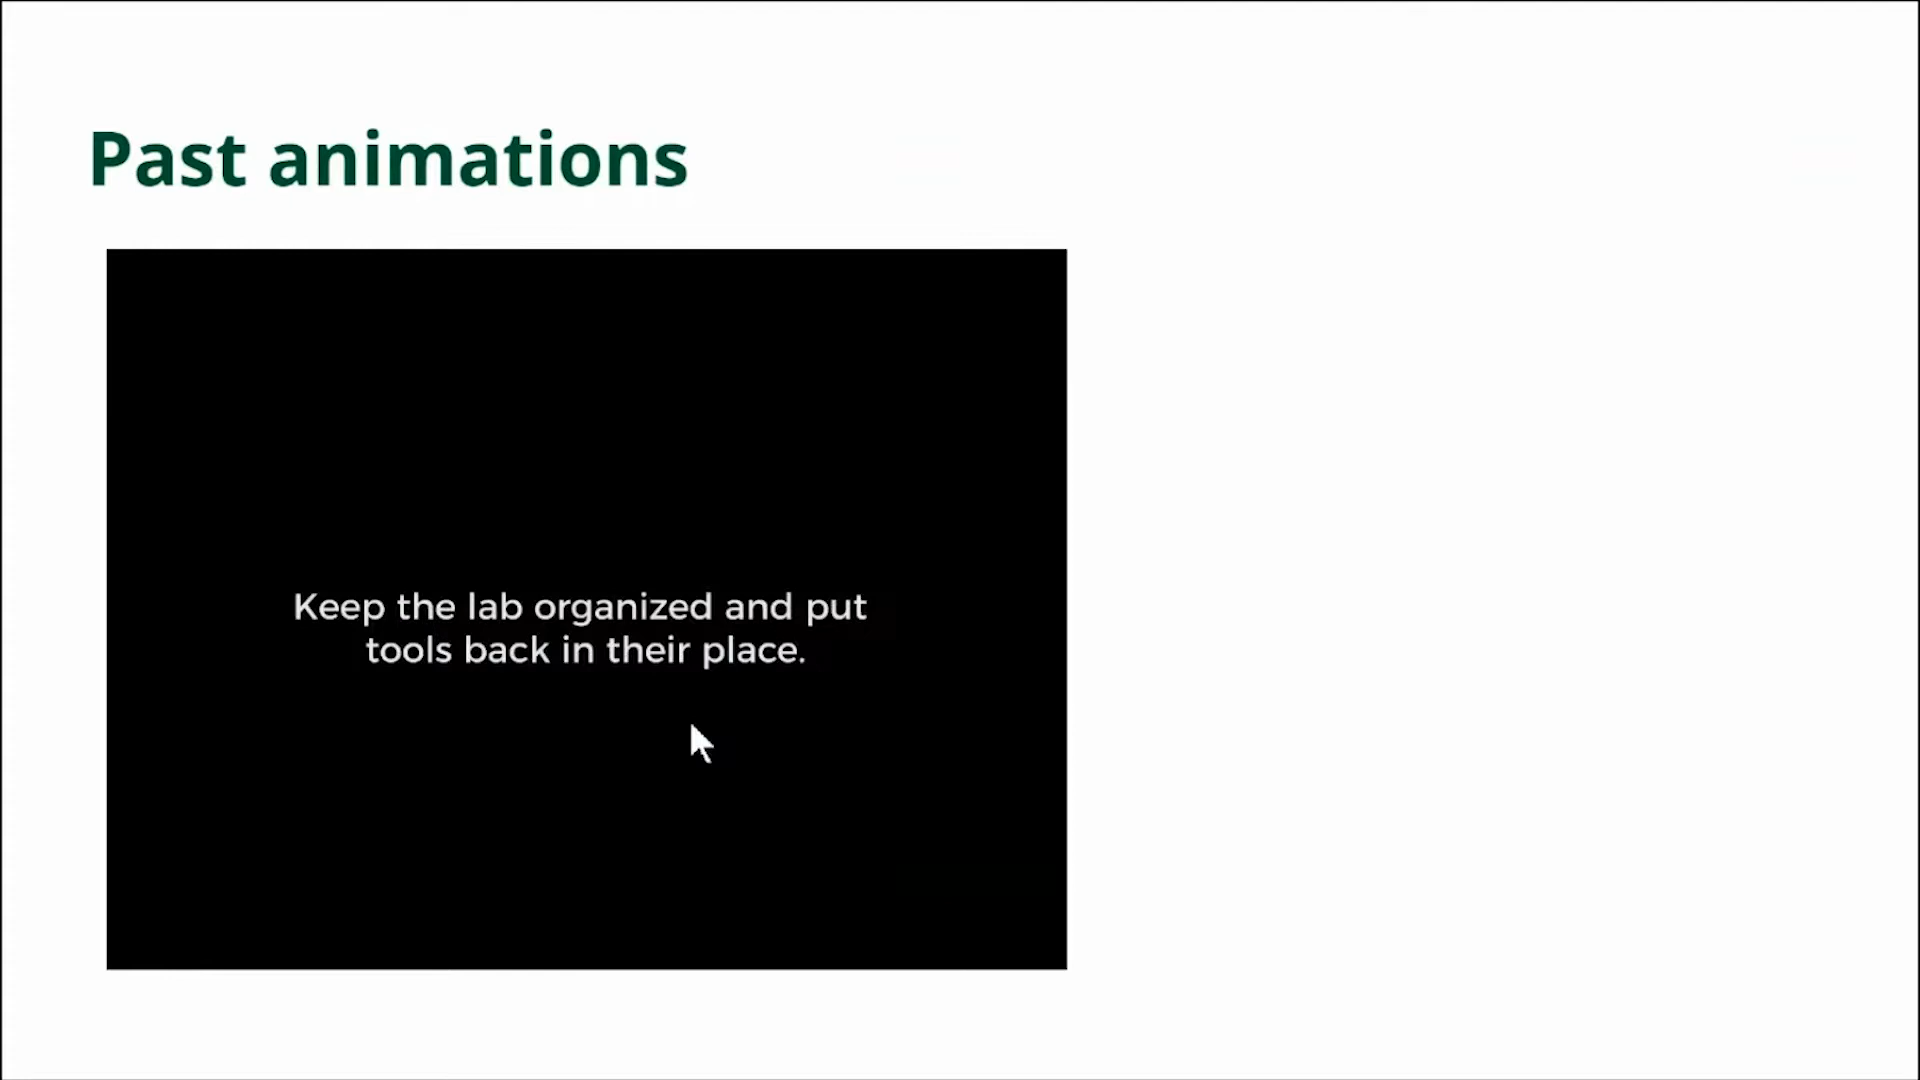 Past animations
Keep the lab organized and put
tools back in their place.